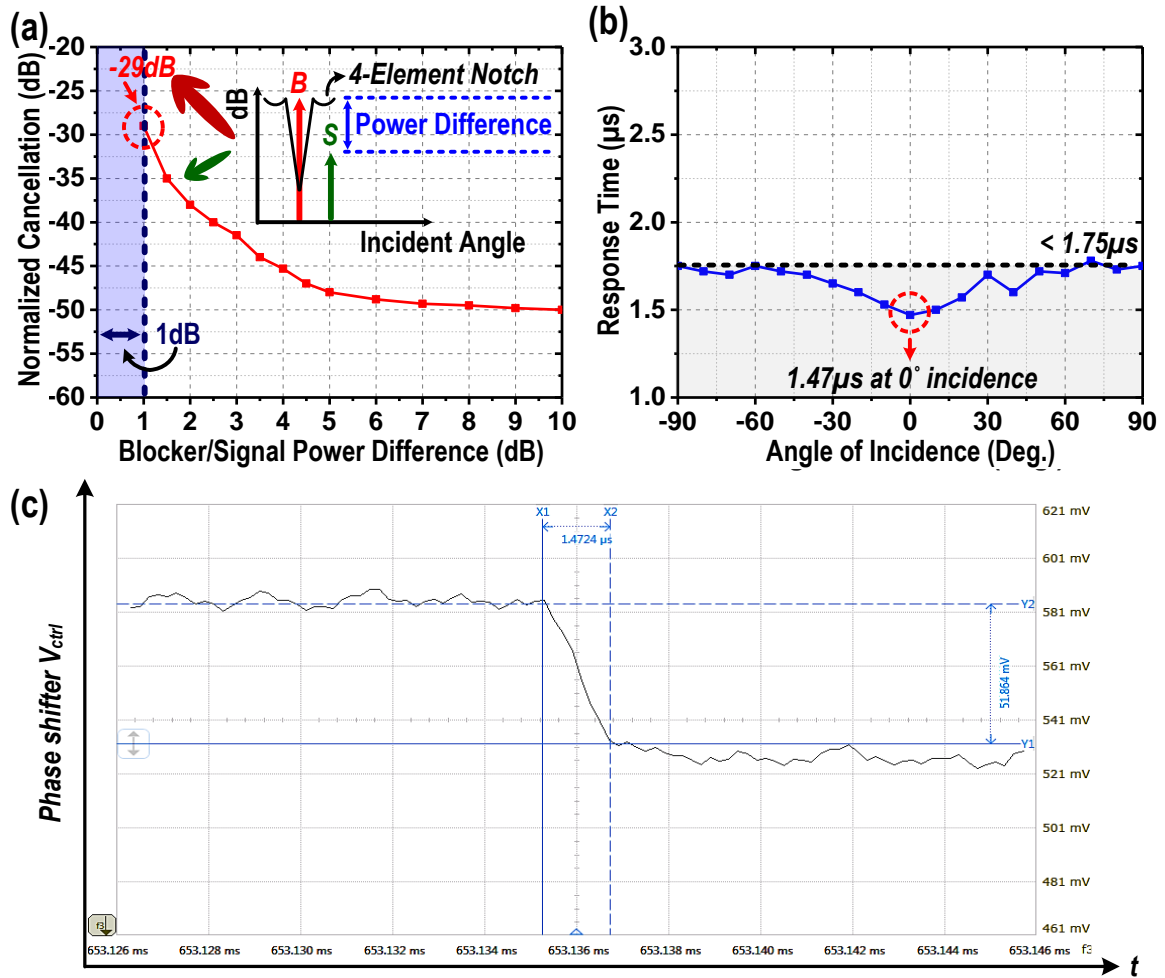 (a)
-20
-25
-30
-35
-40
-45
-50
-55
-60
Normalized Cancellation (dB)
-29dB
dB
B
4-Element Notch
S
Power Difference
Incident Angle
1dB
0 1 2 3 4 5 6 7 8 9 10
Blocker/Signal Power Difference (dB)
(b)
3.0
2.5
2.0
1.5
1.0
Response Time (µs)
< 1.75µs
1.47µs at 0° incidence
-90 -60 -30 0 30 60 90
Angle of Incidence (Deg.)
(c)
Phase shifter Vctrl
X1 X2
1.4724 µs
Y2
51.864 mV
Y1
621 mV
601 mV
581 mV
561 mV
541 mV
521 mV
501 mV
481 mV
461 mV
f3
653.126 ms 653.128 ms 653.130 ms 653.132 ms 653.134 ms 653.136 ms 653.138 ms 653.140 ms 653.142 ms 653.144 ms 653.146 ms f3
t